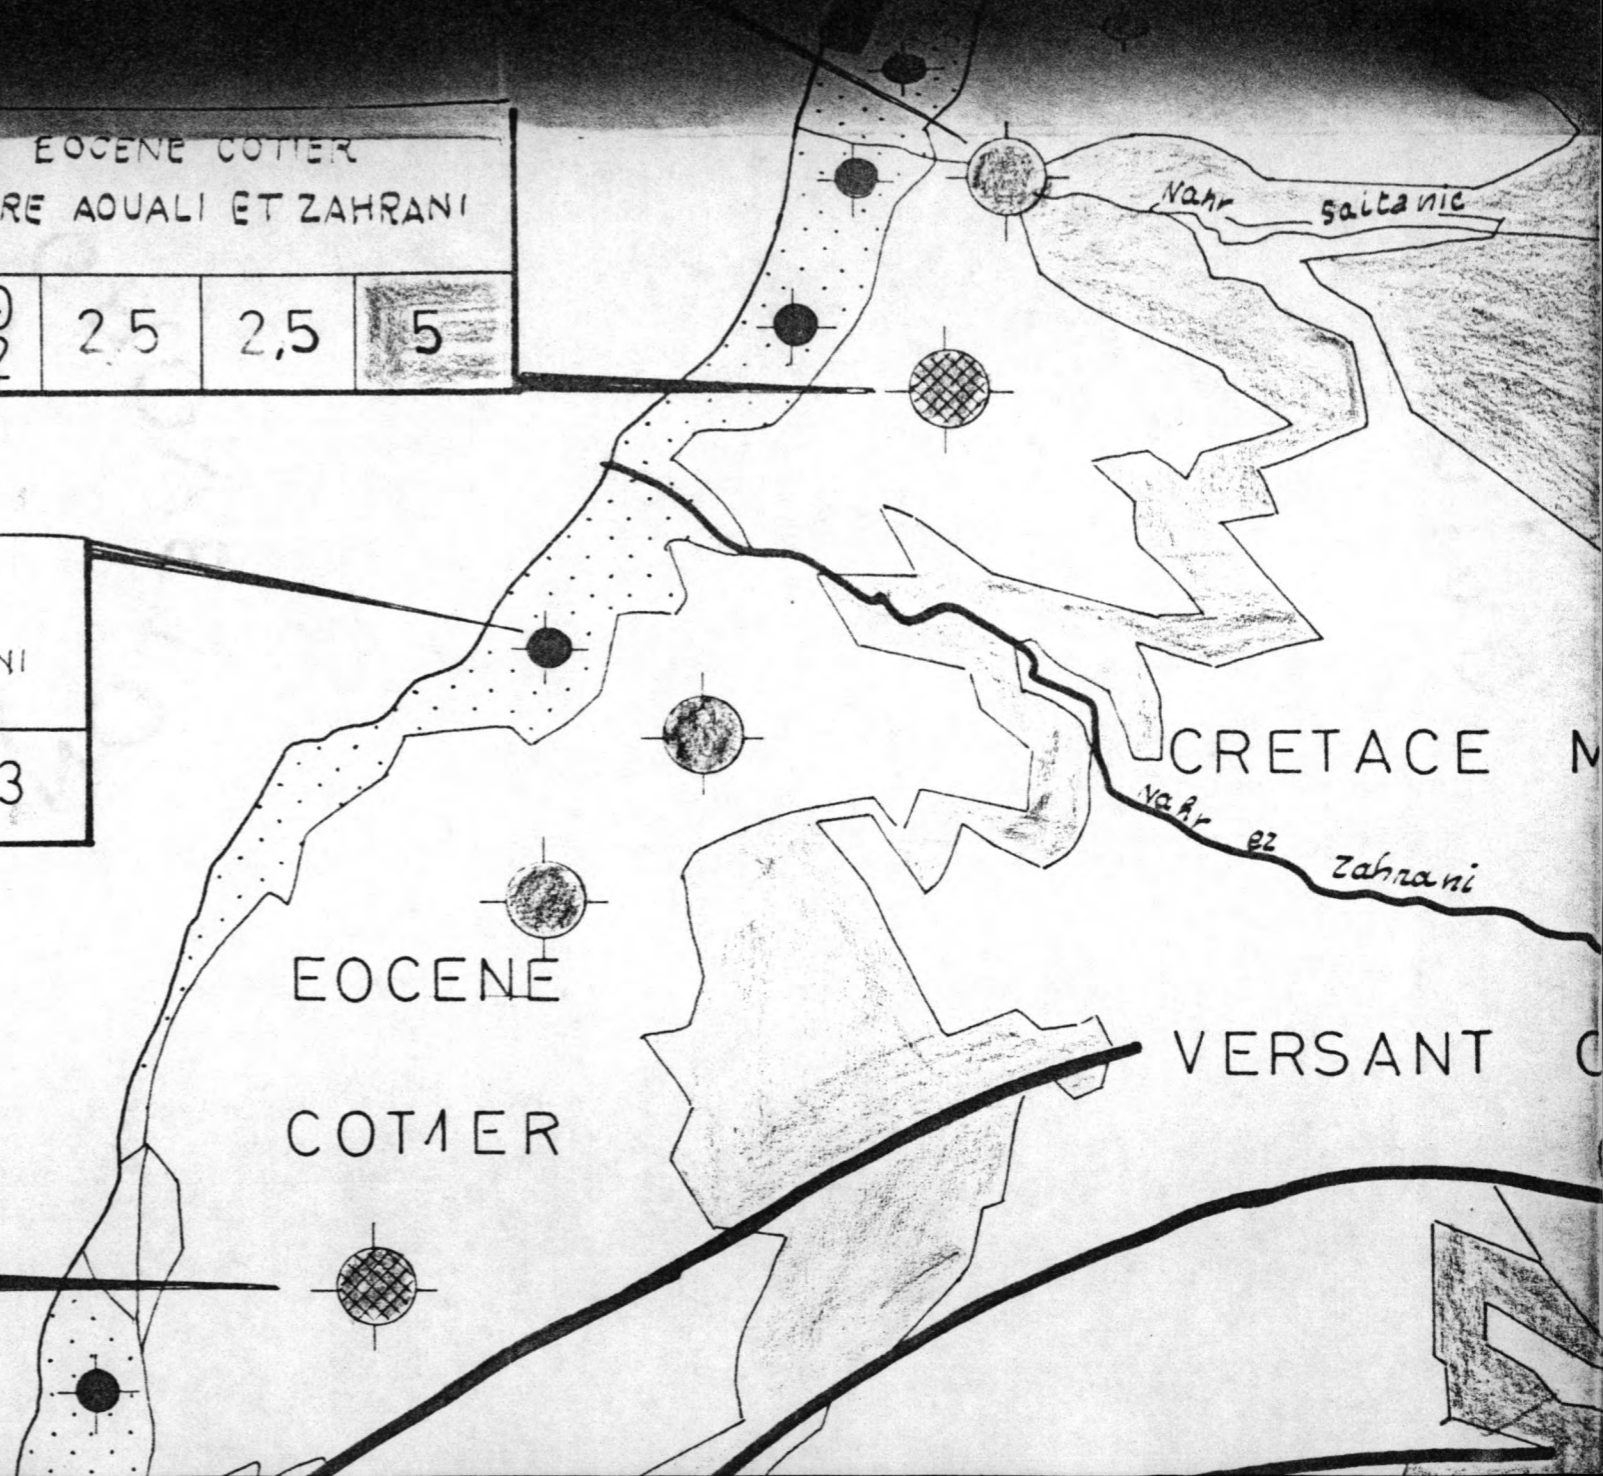 EOCENE COTIER
RE AOUALI ET ZAHRANI
2.5 2,5 5
NI
3
Nahr Saitanic
CRETACE M
Nahr ez Zahrani
EOCENE
COTIER
VERSANT